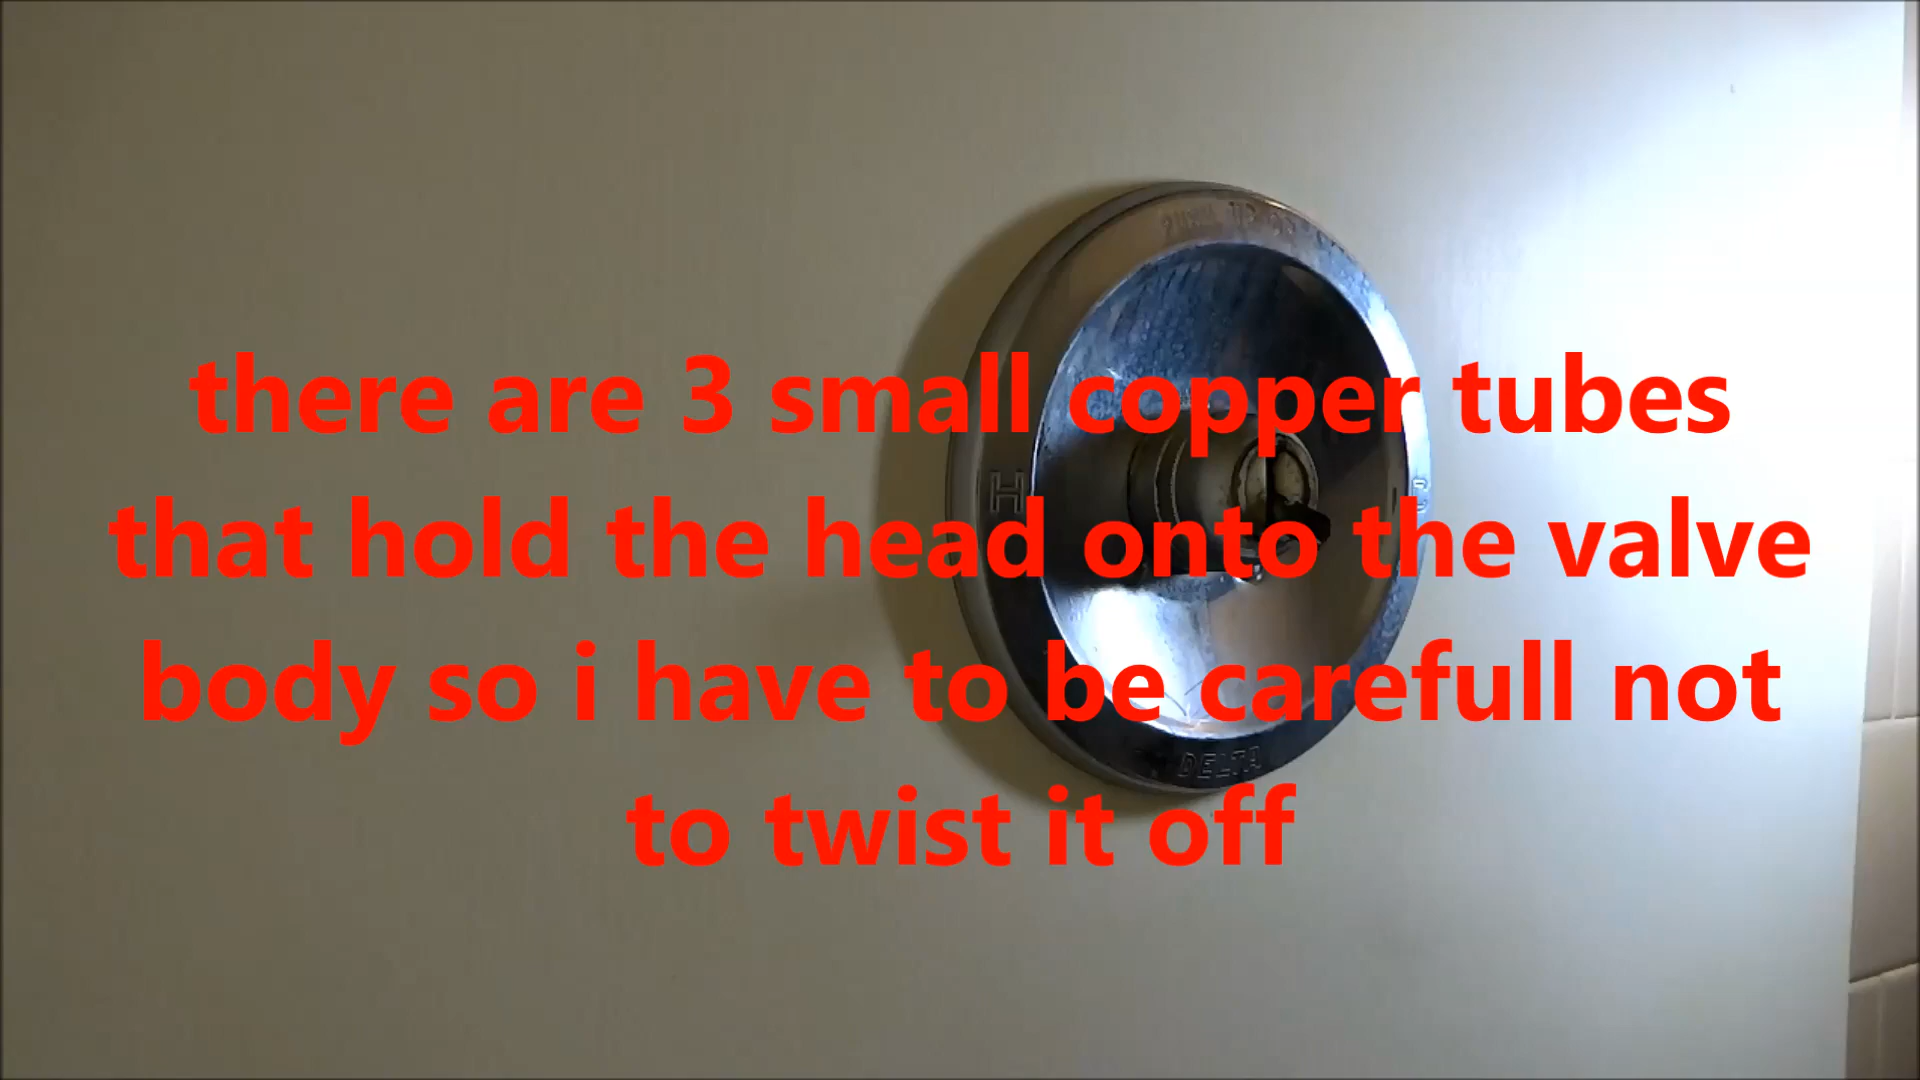 there are 3 small copper tubes
that hold the head onto the valve
body so i have to be carefull not
to twist it off
H
DELTA